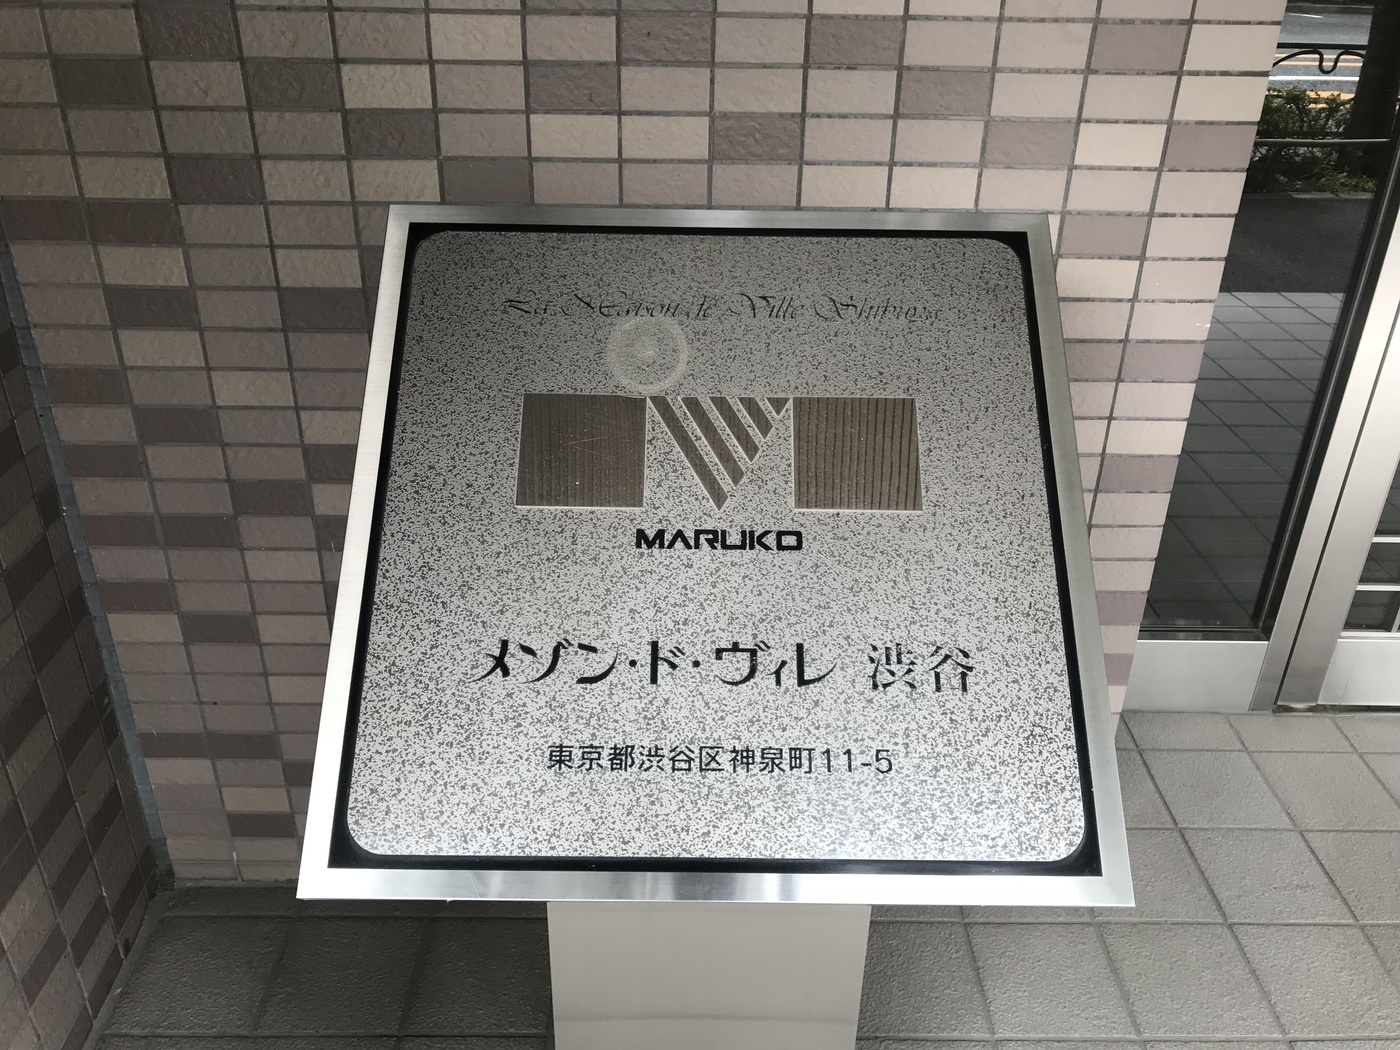 La Maison de Ville Shibuya
MARUKO
メゾン・ド・ヴィレ 渋谷
東京都渋谷区神泉町11-5